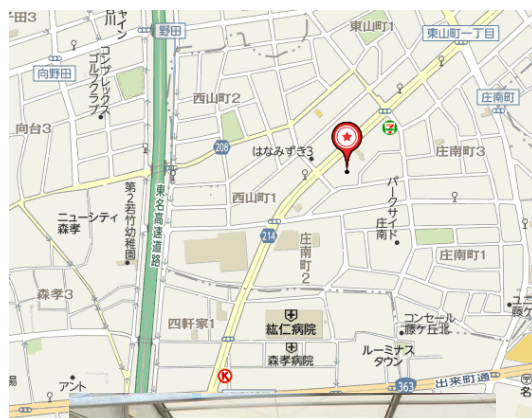 東山町1
東山町一丁目
野田
向野田
コンプレックス
ゴルフクラブ
西山町2
庄南町
向台3
208
はなみずき3
7
庄南町3
第2若竹幼稚園
東名高速道路
西山町1
パークサイド
庄南
ニューシティ
森孝
214
庄南町
2
庄南町1
森孝3
四軒家1
紘仁病院
コンセール
藤ケ丘北
森孝病院
ルーミナス
タウン
K
アント
363
出来町通
名